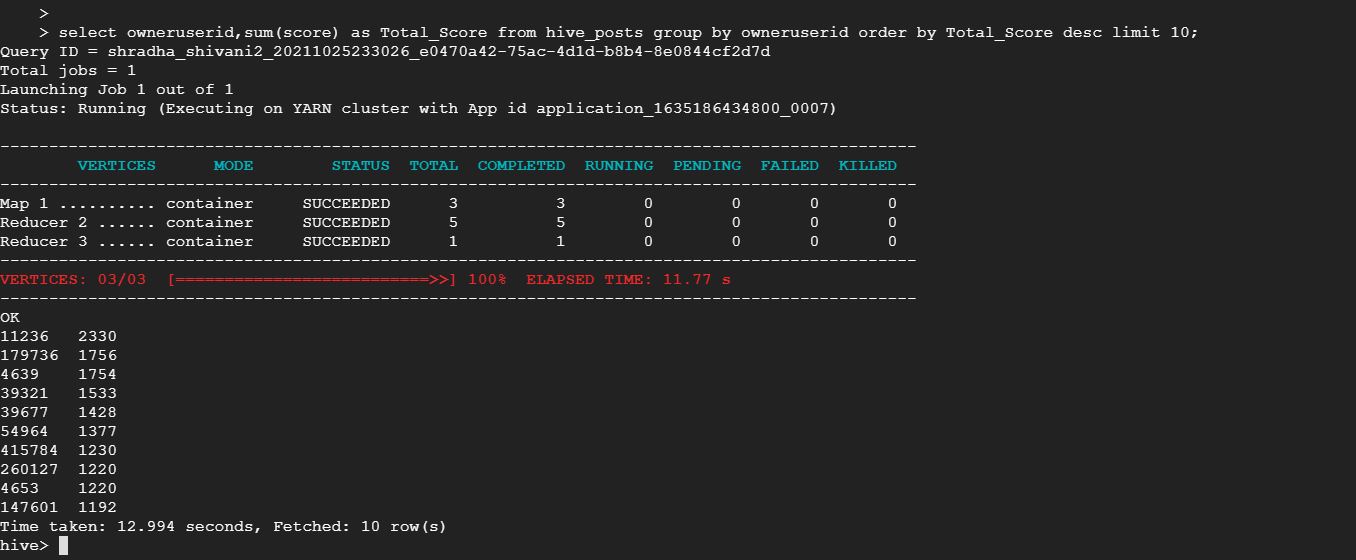 >
> select owneruserid,sum(score) as Total_Score from hive_posts group by owneruserid order by Total_Score desc limit 10;
Query ID = shradha_shivani2_20211025233026_e0470a42-75ac-4d1d-b8b4-8e0844cf2d7d
Total jobs = 1
Launching Job 1 out of 1
Status: Running (Executing on YARN cluster with App id application_1635186434800_0007)
----------------------------------------------------------------------------------------------
        VERTICES      MODE        STATUS  TOTAL  COMPLETED  RUNNING  PENDING  FAILED  KILLED
----------------------------------------------------------------------------------------------
Map 1 .......... container     SUCCEEDED      3          3        0        0       0       0
Reducer 2 ...... container     SUCCEEDED      5          5        0        0       0       0
Reducer 3 ...... container     SUCCEEDED      1          1        0        0       0       0
----------------------------------------------------------------------------------------------
VERTICES: 03/03  [==========================>>] 100%  ELAPSED TIME: 11.77 s
----------------------------------------------------------------------------------------------
OK
11236   2330
179736  1756
4639    1754
39321   1533
39677   1428
54964   1377
415784  1230
260127  1220
4653    1220
147601  1192
Time taken: 12.994 seconds, Fetched: 10 row(s)
hive>